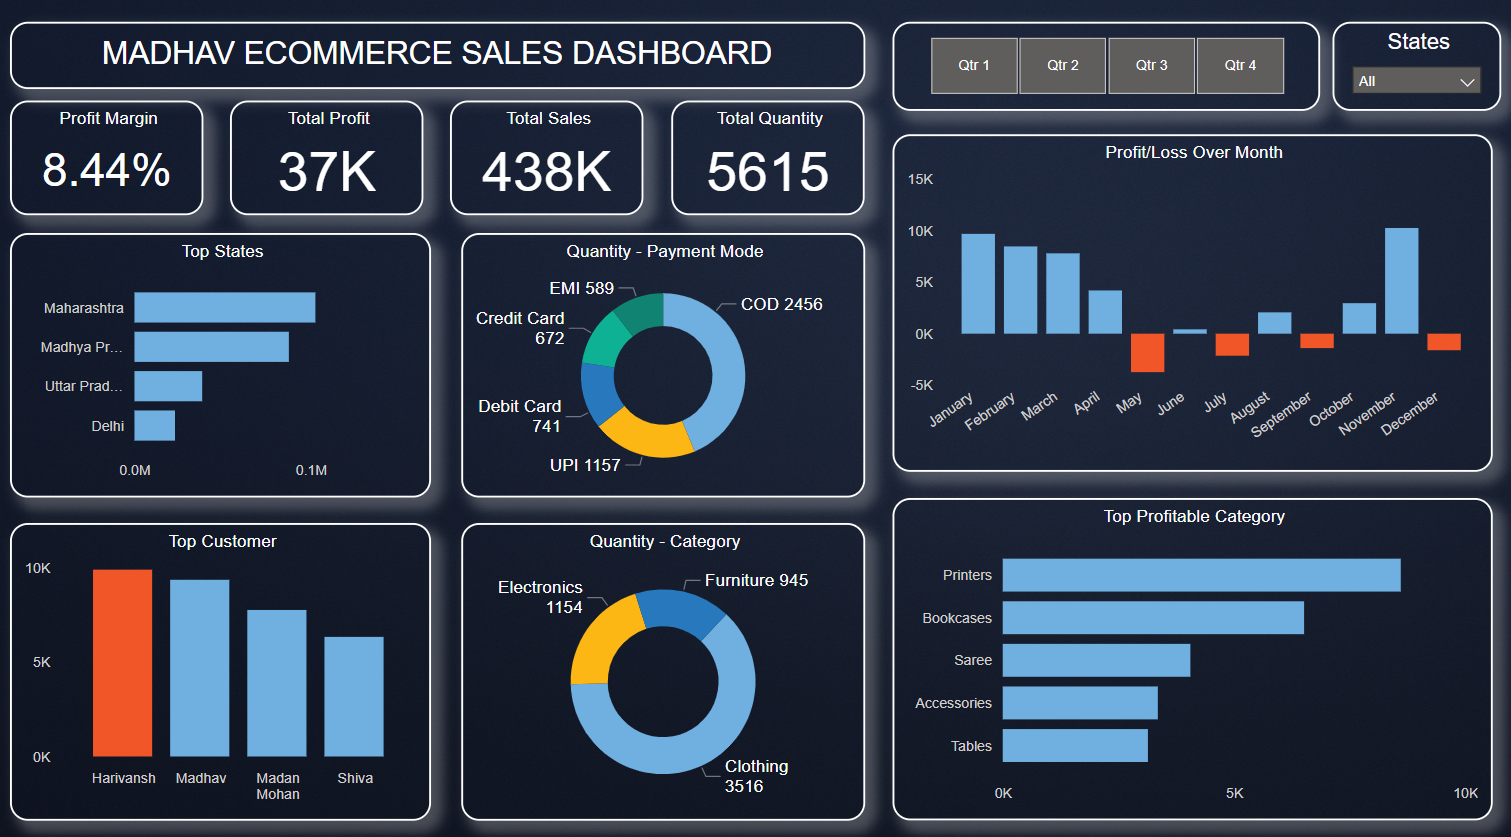 MADHAV ECOMMERCE SALES DASHBOARD
Qtr 1
Qtr 2
Qtr 3
Qtr 4
States
All
Profit Margin
8.44%
Total Profit
37K
Total Sales
438K
Total Quantity
5615
Profit/Loss Over Month
15K
10K
5K
0K
-5K
January
February
March
April
May
June
July
August
September
October
November
December
Top States
Maharashtra
Madhya Pr...
Uttar Prad...
Delhi
0.0M
0.1M
Quantity - Payment Mode
EMI 589
COD 2456
Credit Card
672
Debit Card
741
UPI 1157
Top Customer
10K
5K
0K
Harivansh
Madhav
Madan
Mohan
Shiva
Quantity - Category
Furniture 945
Electronics
1154
Clothing
3516
Top Profitable Category
Printers
Bookcases
Saree
Accessories
Tables
0K
5K
10K